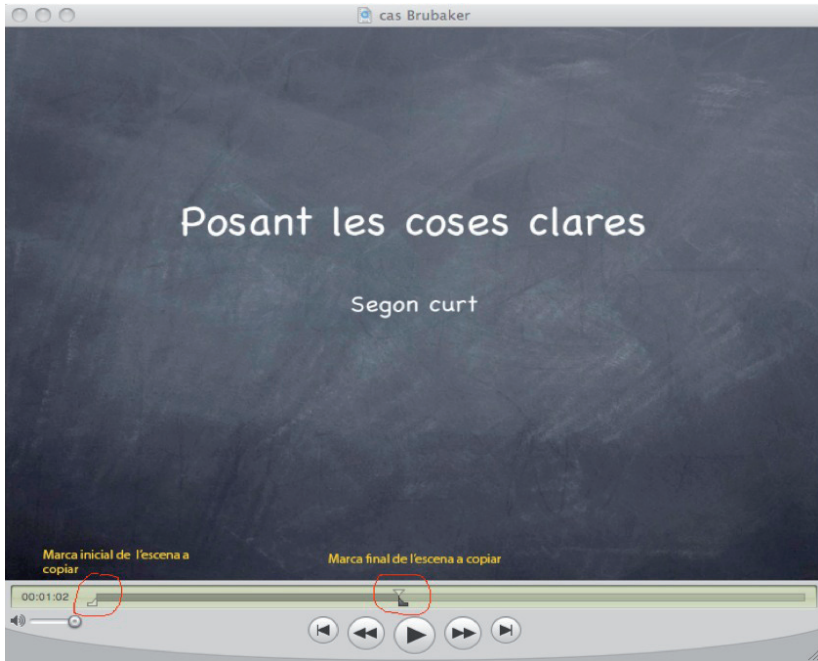 cas Brubaker
Posant les coses clares
Segon curt
Marca inicial de l'escena a
copiar
Marca final de l'escena a copiar
00:01:02